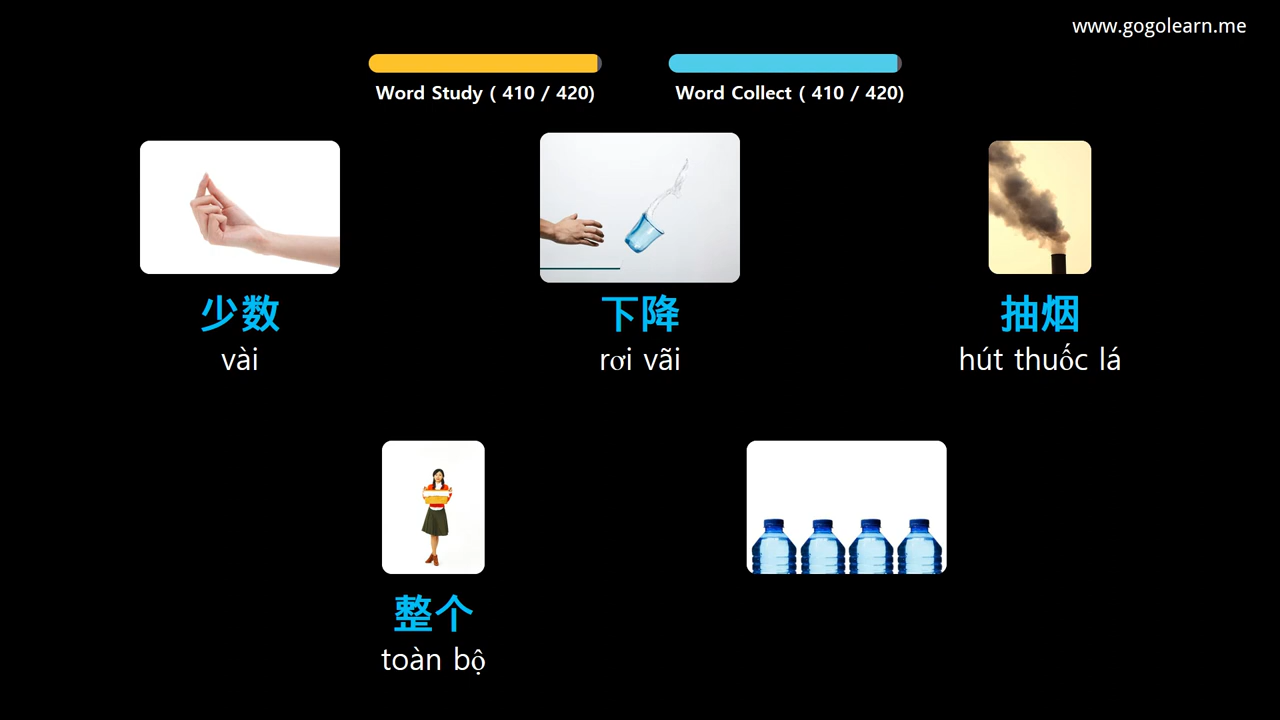 www.gogolearn.me
Word Study ( 410 / 420)
Word Collect ( 410 / 420)
少数
vài
下降
rơi vãi
抽烟
hút thuốc lá
整个
toàn bộ